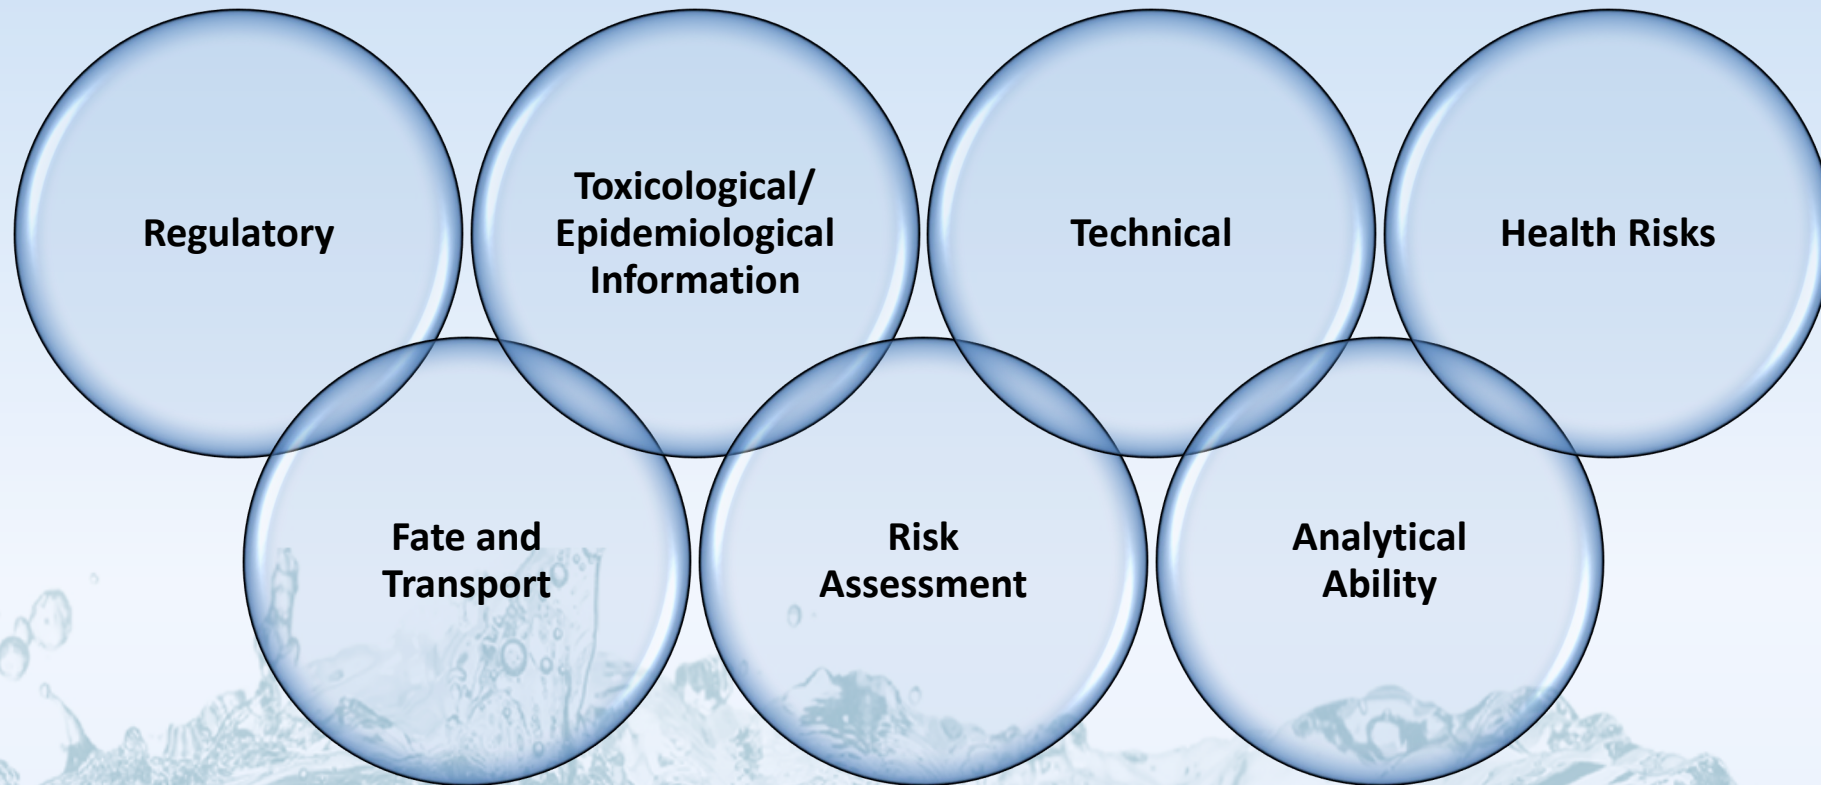 Regulatory
Toxicological/
Epidemiological
Information
Technical
Health Risks
Fate and
Transport
Risk
Assessment
Analytical
Ability